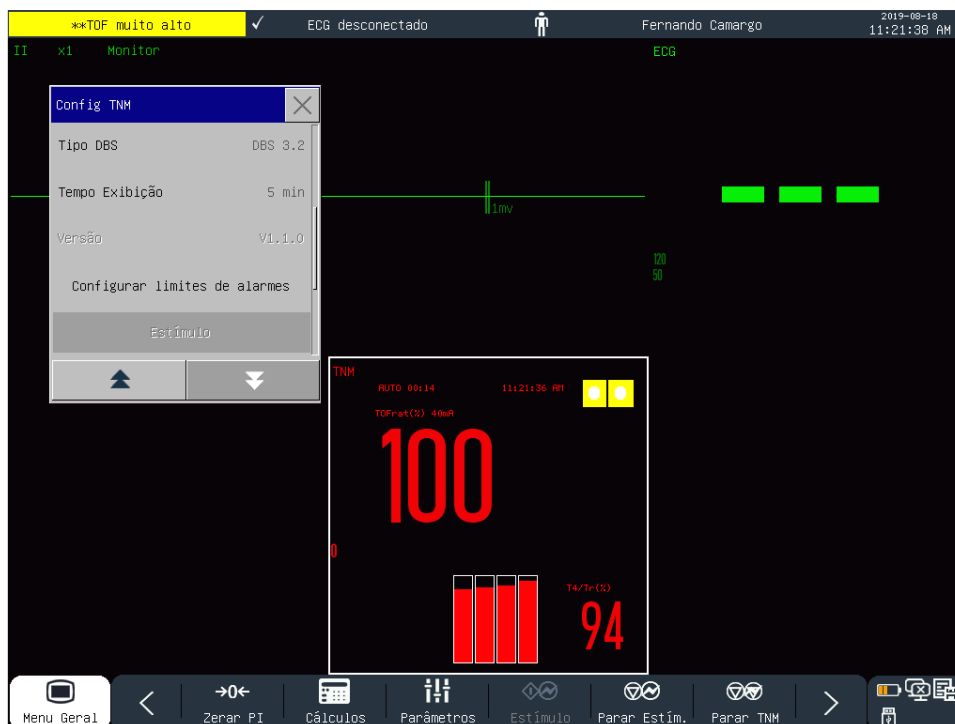 **TOF muito alto
ECG desconectado
Fernando Camargo
2019-08-18
11:21:38 AM
II x1 Monitor
ECG
Config TNM
Tipo DBS DBS 3.2
Tempo Exibição 5 min
1mv
Versão V1.1.0
120
50
Configurar limites de alarmes
Estímulo
TNM
AUTO 00:14 11:21:36 AM
TOFrat(%) 40mA
100
0
T4/Tr(%)
94
Menu Geral
→0← Zerar PI
Cálculos
Parâmetros
Estímulo
Parar Estím.
Parar TNM